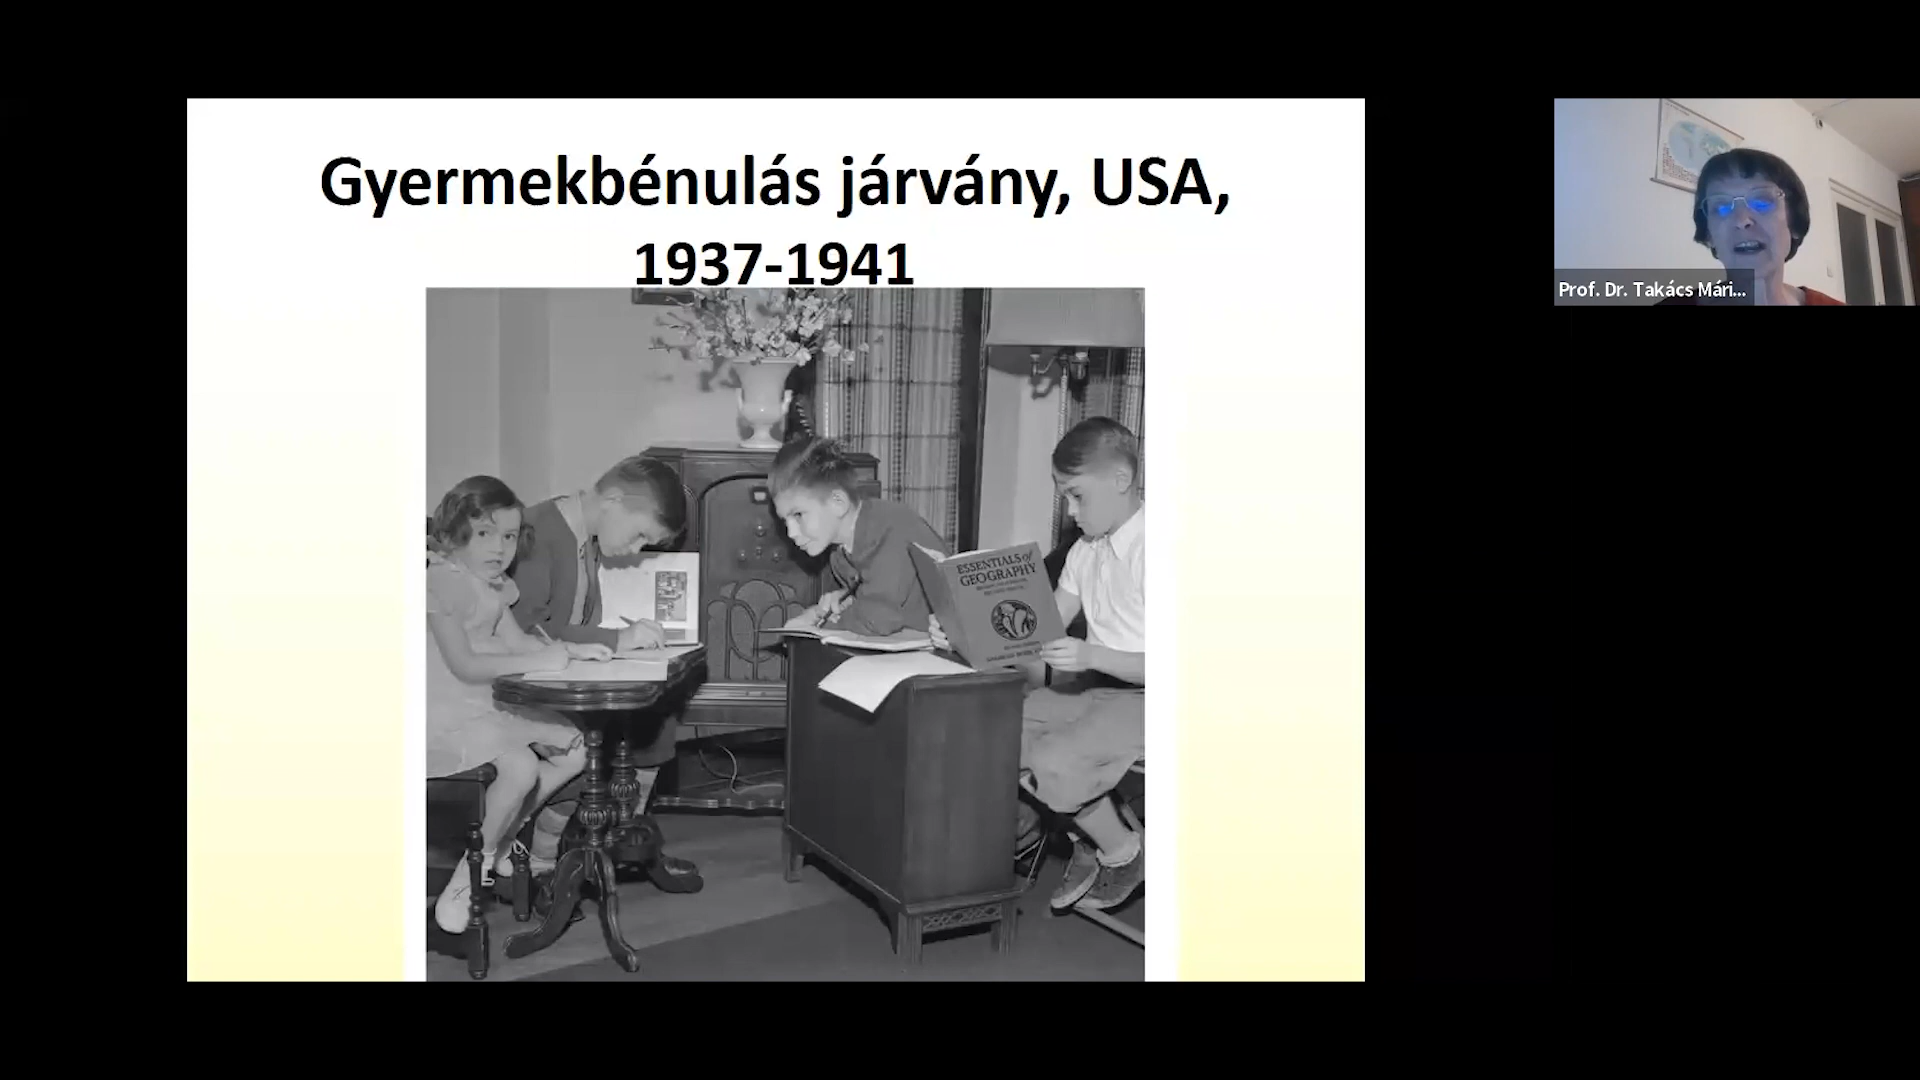 Gyermekbénulás járvány, USA,
1937-1941
Prof. Dr. Takács Mári...
ESSENTIALS of
GEOGRAPHY